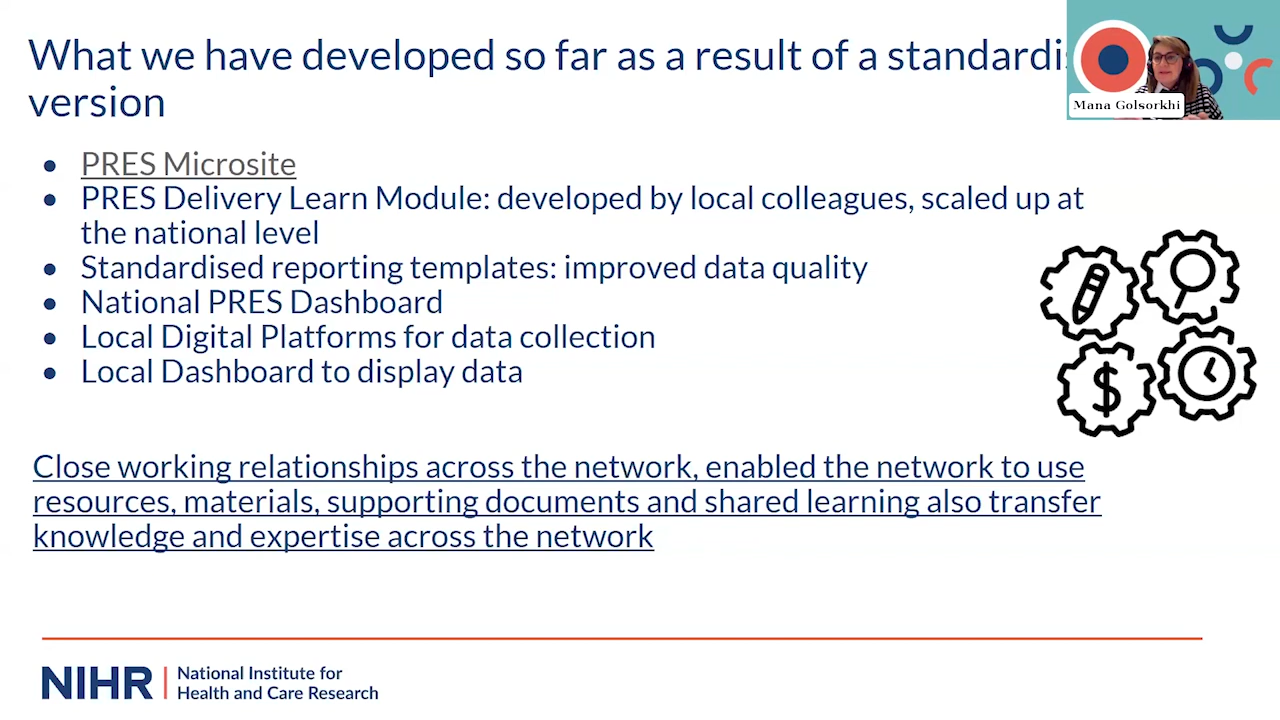 What we have developed so far as a result of a standardis
version
Mana Golsorkhi
• PRES Microsite
• PRES Delivery Learn Module: developed by local colleagues, scaled up at
the national level
• Standardised reporting templates: improved data quality
• National PRES Dashboard
• Local Digital Platforms for data collection
• Local Dashboard to display data
$
Close working relationships across the network, enabled the network to use
resources, materials, supporting documents and shared learning also transfer
knowledge and expertise across the network
NIHR | National Institute for
Health and Care Research